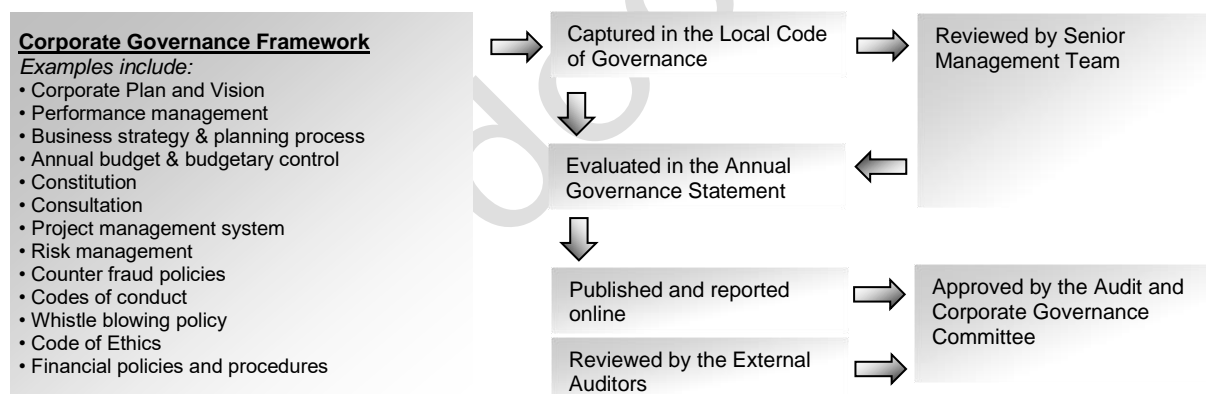 Corporate Governance Framework
Examples include:
• Corporate Plan and Vision
• Performance management
• Business strategy & planning process
• Annual budget & budgetary control
• Constitution
• Consultation
• Project management system
• Risk management
• Counter fraud policies
• Codes of conduct
• Whistle blowing policy
• Code of Ethics
• Financial policies and procedures
Captured in the Local Code
of Governance
Reviewed by Senior
Management Team
Evaluated in the Annual
Governance Statement
Published and reported
online
Approved by the Audit and
Corporate Governance
Committee
Reviewed by the External
Auditors